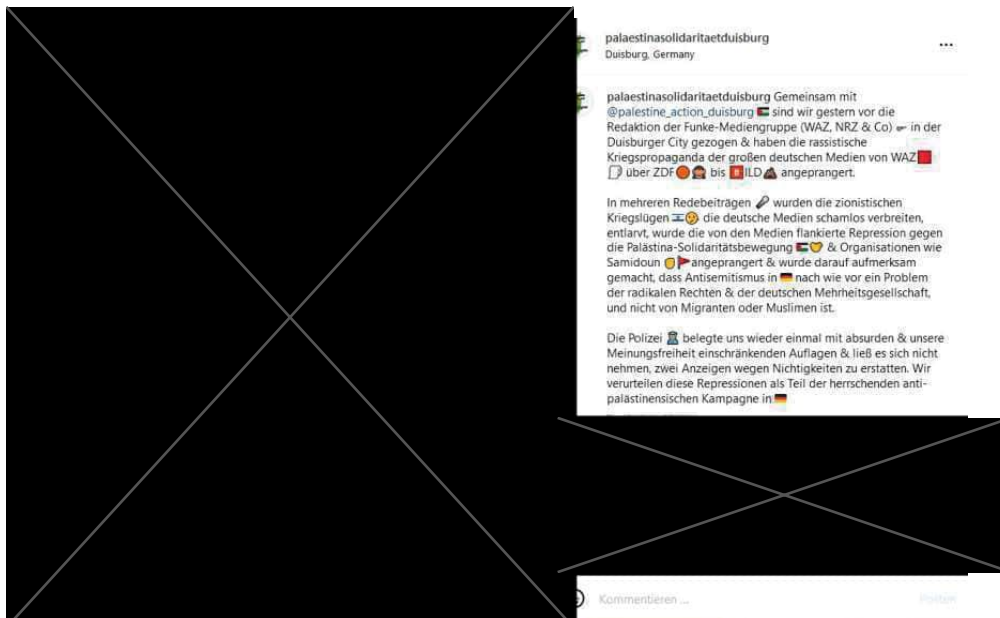 palaestinasolidaritaetduisburg
Duisburg, Germany
palaestinasolidaritaetduisburg Gemeinsam mit
@palestine_action_duisburg 🇵🇸 sind wir gestern vor die
Redaktion der Funke-Mediengruppe (WAZ, NRZ & Co) in der
Duisburger City gezogen & haben die rassistische
Kriegspropaganda der großen deutschen Medien von WAZ🟥
über ZDF🟠 bis 🅱️ILD angeprangert.
In mehreren Redebeiträgen 🎤 wurden die zionistischen
Kriegslügen 🇮🇱🤥 die deutsche Medien schamlos verbreiten,
entlarvt, wurde die von den Medien flankierte Repression gegen
die Palästina-Solidaritätsbewegung 🇵🇸💛 & Organisationen wie
Samidoun ✊🚩angeprangert & wurde darauf aufmerksam
gemacht, dass Antisemitismus in 🇩🇪 nach wie vor ein Problem
der radikalen Rechten & der deutschen Mehrheitsgesellschaft,
und nicht von Migranten oder Muslimen ist.
Die Polizei 👮 belegte uns wieder einmal mit absurden & unsere
Meinungsfreiheit einschränkenden Auflagen & ließ es sich nicht
nehmen, zwei Anzeigen wegen Nichtigkeiten zu erstatten. Wir
verurteilen diese Repressionen als Teil der herrschenden anti-
palästinensischen Kampagne in 🇩🇪
Kommentieren ...
Posten